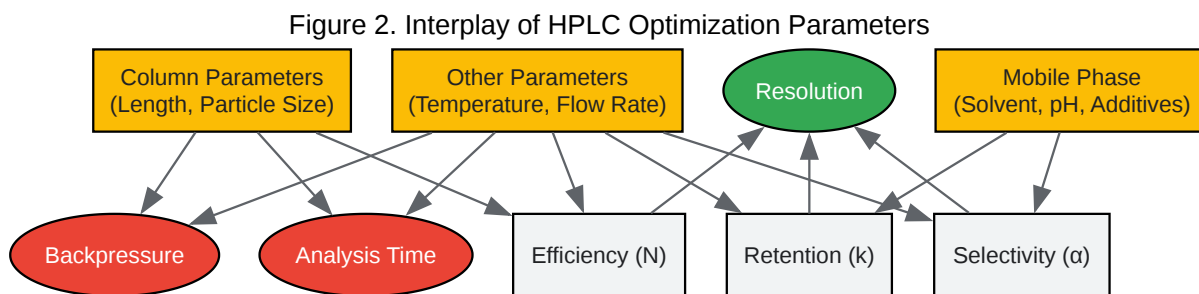 Figure 2. Interplay of HPLC Optimization Parameters
Column Parameters
(Length, Particle Size)
Other Parameters
(Temperature, Flow Rate)
Resolution
Mobile Phase
(Solvent, pH, Additives)
Backpressure
Analysis Time
Efficiency (N)
Retention (k)
Selectivity (α)